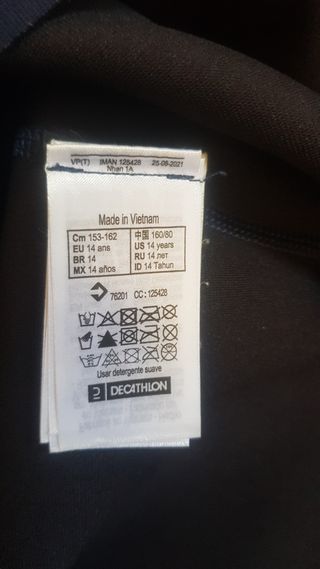 VP(T) IMAN 125428 25-06-2021
Nhan 1A
Made in Vietnam
Cm 153-162 中国 160/80
EU 14 ans US 14 years
BR 14 RU 14 лет
MX 14 años ID 14 Tahun
76201 CC : 125428
Usar detergente suave
DECATHLON